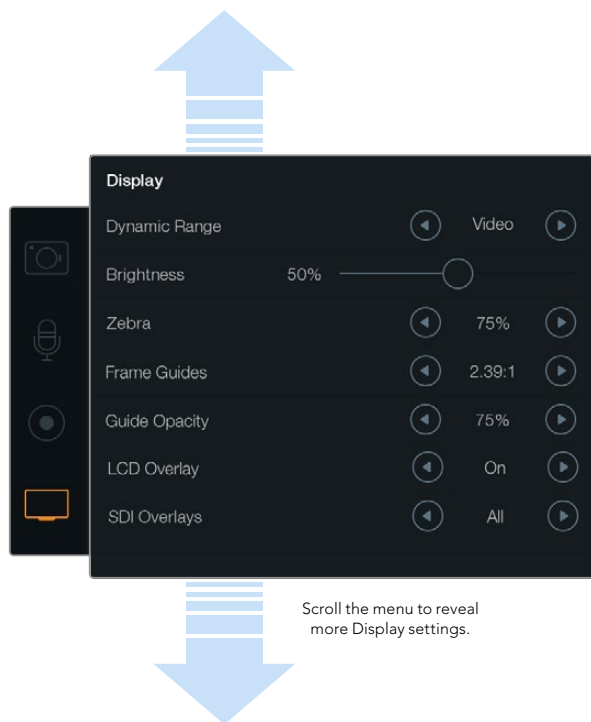 Display
Dynamic Range Video
Brightness 50%
Zebra 75%
Frame Guides 2.39:1
Guide Opacity 75%
LCD Overlay On
SDI Overlays All
Scroll the menu to reveal
more Display settings.